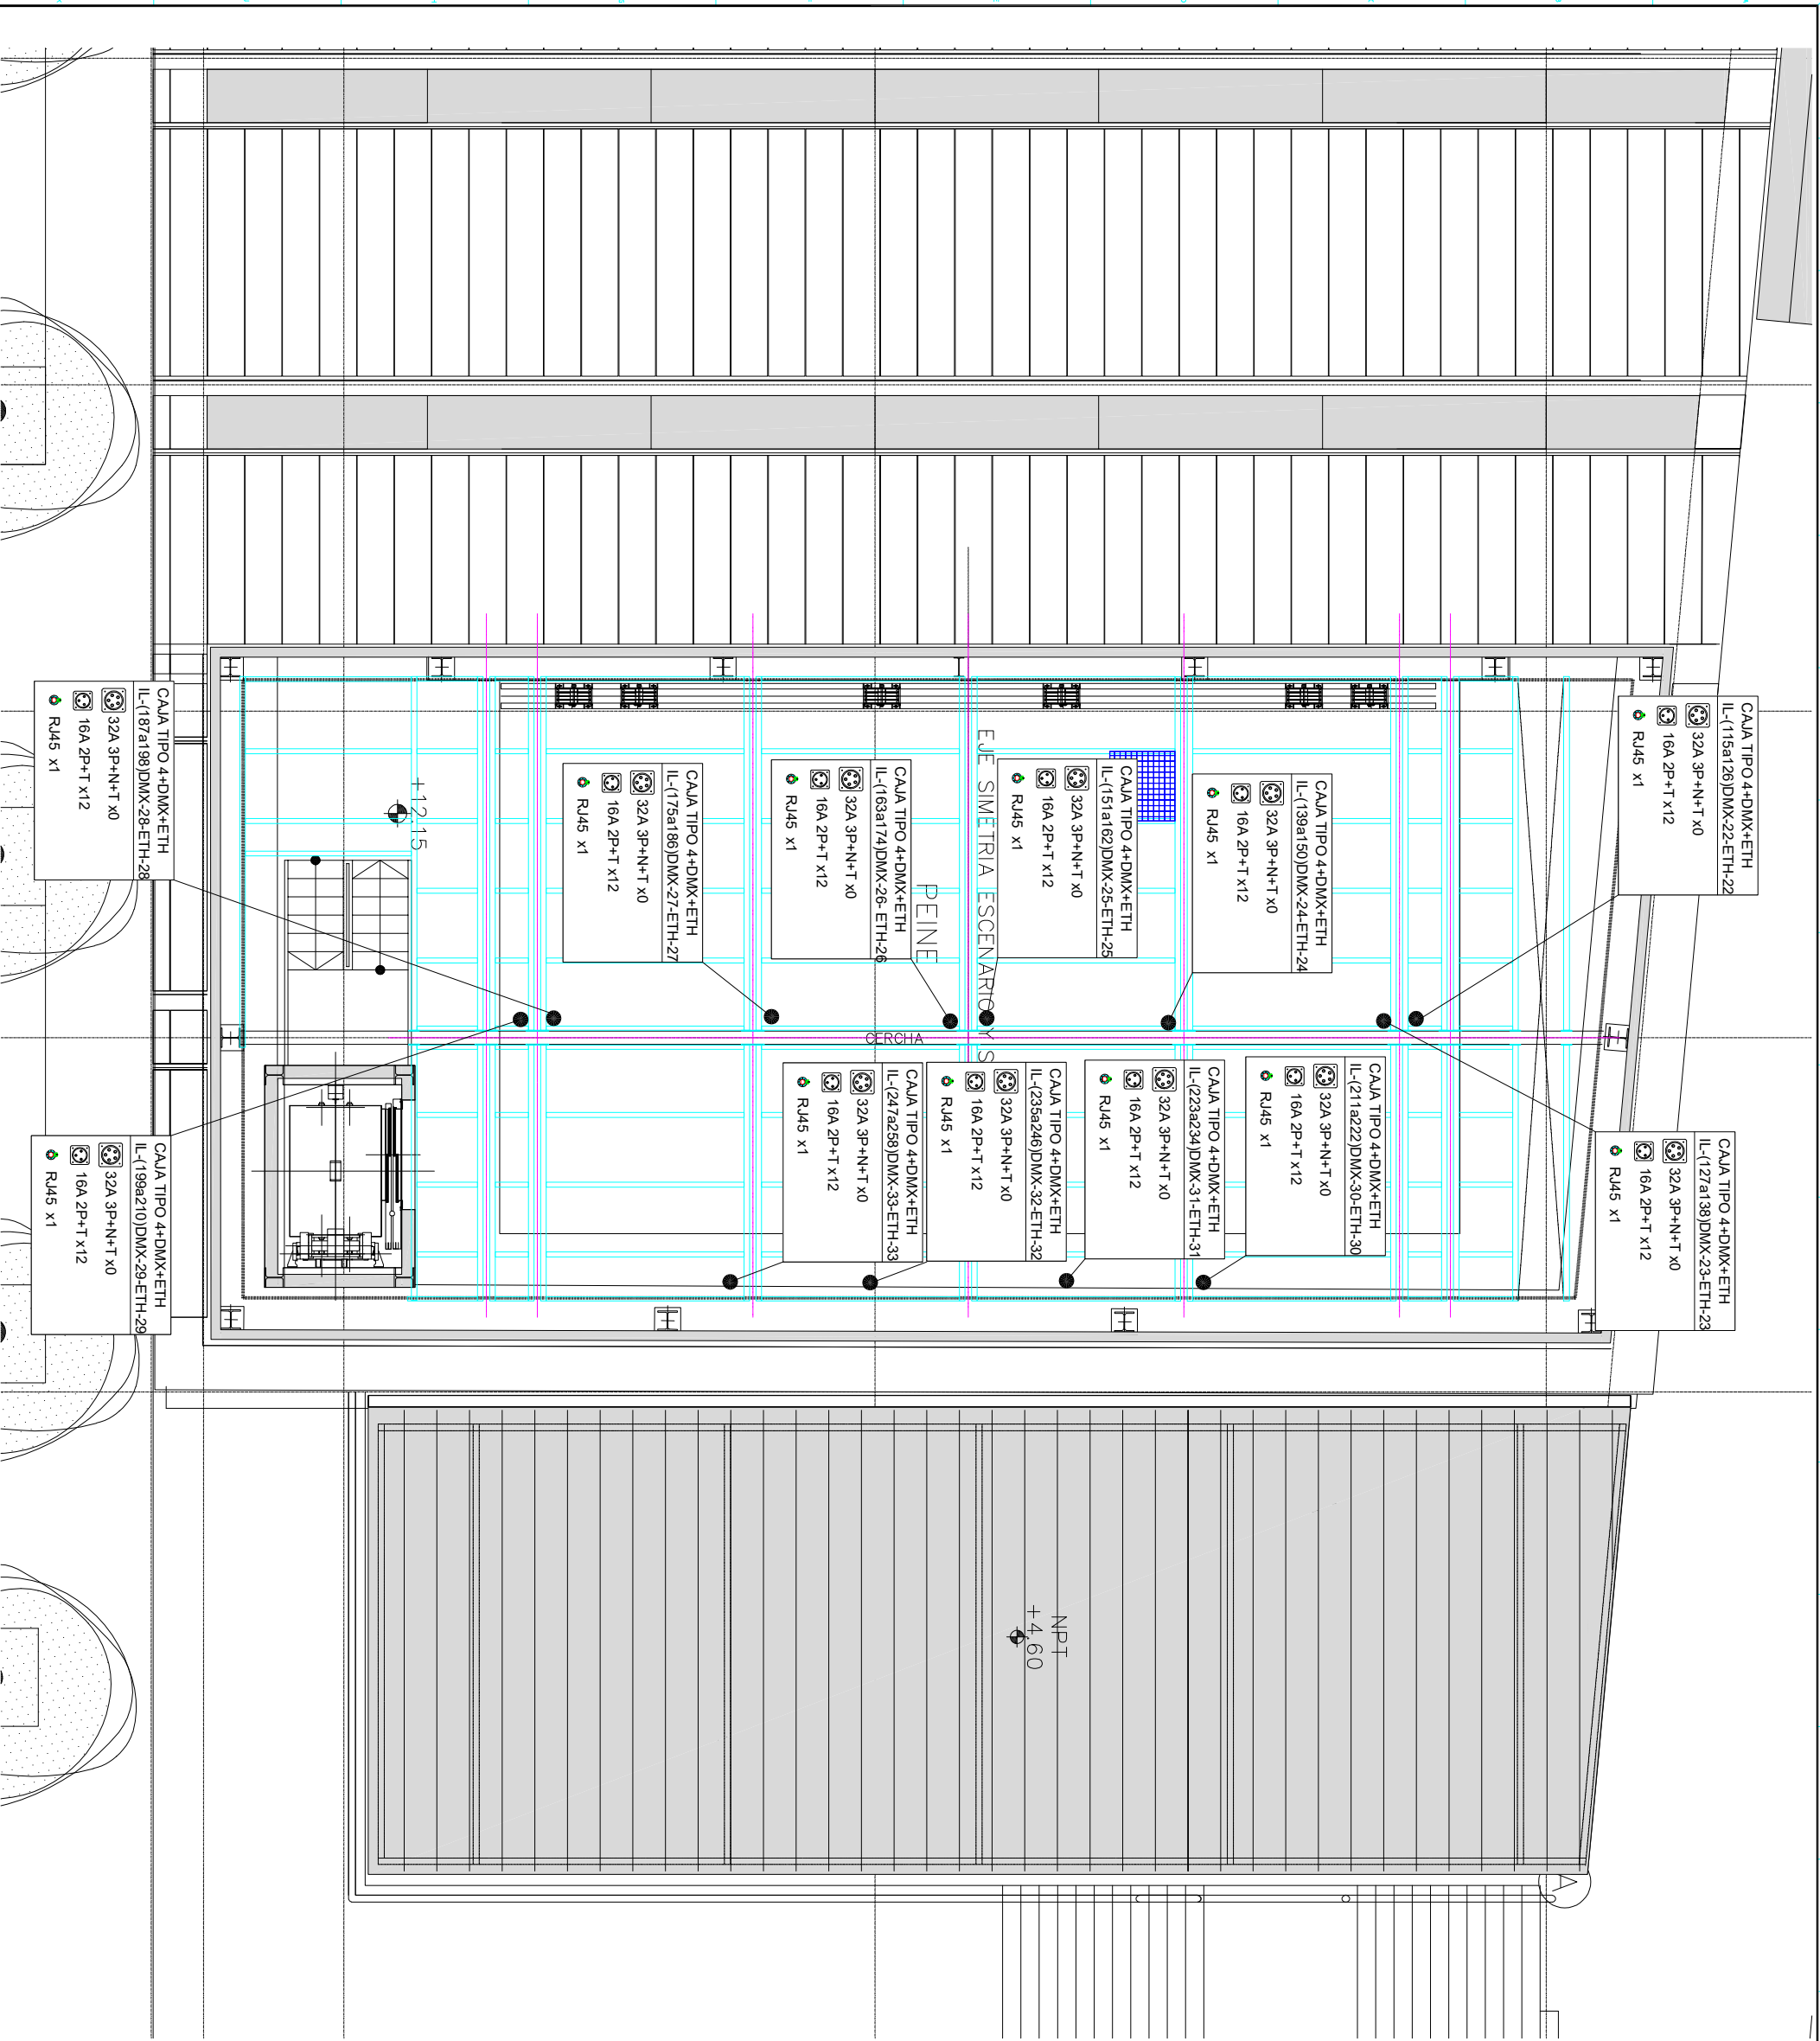 CAJA TIPO 4+DMX+ETH
IL-(115a126)DMX-22-ETH-22
32A 3P+N+T x0
16A 2P+T x12
RJ45 x1
CAJA TIPO 4+DMX+ETH
IL-(127a138)DMX-23-ETH-23
32A 3P+N+T x0
16A 2P+T x12
RJ45 x1
CAJA TIPO 4+DMX+ETH
IL-(139a150)DMX-24-ETH-24
32A 3P+N+T x0
16A 2P+T x12
RJ45 x1
CAJA TIPO 4+DMX+ETH
IL-(151a162)DMX-25-ETH-25
32A 3P+N+T x0
16A 2P+T x12
RJ45 x1
CAJA TIPO 4+DMX+ETH
IL-(163a174)DMX-26- ETH-26
32A 3P+N+T x0
16A 2P+T x12
RJ45 x1
CAJA TIPO 4+DMX+ETH
IL-(175a186)DMX-27-ETH-27
32A 3P+N+T x0
16A 2P+T x12
RJ45 x1
CAJA TIPO 4+DMX+ETH
IL-(187a198)DMX-28-ETH-28
32A 3P+N+T x0
16A 2P+T x12
RJ45 x1
CAJA TIPO 4+DMX+ETH
IL-(199a210)DMX-29-ETH-29
32A 3P+N+T x0
16A 2P+T x12
RJ45 x1
CAJA TIPO 4+DMX+ETH
IL-(211a222)DMX-30-ETH-30
32A 3P+N+T x0
16A 2P+T x12
RJ45 x1
CAJA TIPO 4+DMX+ETH
IL-(223a234)DMX-31-ETH-31
32A 3P+N+T x0
16A 2P+T x12
RJ45 x1
CAJA TIPO 4+DMX+ETH
IL-(235a246)DMX-32-ETH-32
32A 3P+N+T x0
16A 2P+T x12
RJ45 x1
CAJA TIPO 4+DMX+ETH
IL-(247a258)DMX-33-ETH-33
32A 3P+N+T x0
16A 2P+T x12
RJ45 x1
EJE SIMETRIA ESCENARIO Y S
PEINE
CERCHA
+12.15
NPT
+4.60
A